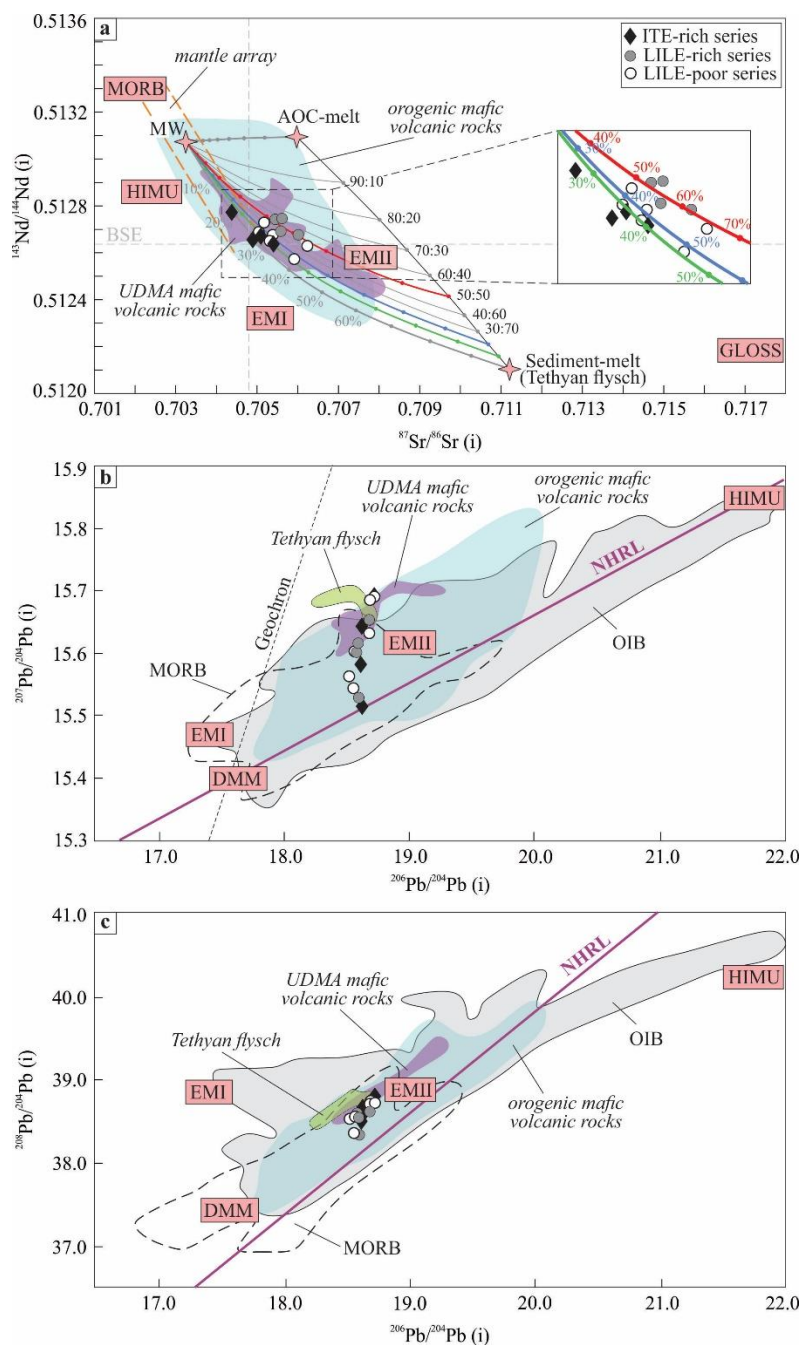 a
0.5136
0.5132
0.5128
0.5124
0.5120
¹⁴³Nd/¹⁴⁴Nd (i)
0.701
0.703
0.705
0.707
0.709
0.711
0.713
0.715
0.717
⁸⁷Sr/⁸⁶Sr (i)
ITE-rich series
LILE-rich series
LILE-poor series
mantle array
MORB
MW
AOC-melt
orogenic mafic
volcanic rocks
HIMU
10%
20
30%
40%
50%
60%
BSE
UDMA mafic
volcanic rocks
EMI
EMII
90:10
80:20
70:30
60:40
50:50
40:60
30:70
Sediment-melt
(Tethyan flysch)
GLOSS
40%
30%
50%
60%
70%
30%
40%
50%
40%
50%
b
15.9
15.8
15.7
15.6
15.5
15.4
15.3
²⁰⁷Pb/²⁰⁴Pb (i)
17.0
18.0
19.0
20.0
21.0
22.0
²⁰⁶Pb/²⁰⁴Pb (i)
UDMA mafic
volcanic rocks
orogenic mafic
volcanic rocks
HIMU
Tethyan flysch
NHRL
Geochron
EMII
OIB
MORB
EMI
DMM
c
41.0
40.0
39.0
38.0
37.0
²⁰⁸Pb/²⁰⁴Pb (i)
17.0
18.0
19.0
20.0
21.0
22.0
²⁰⁶Pb/²⁰⁴Pb (i)
NHRL
UDMA mafic
volcanic rocks
HIMU
OIB
Tethyan flysch
EMI
EMII
orogenic mafic
volcanic rocks
DMM
MORB